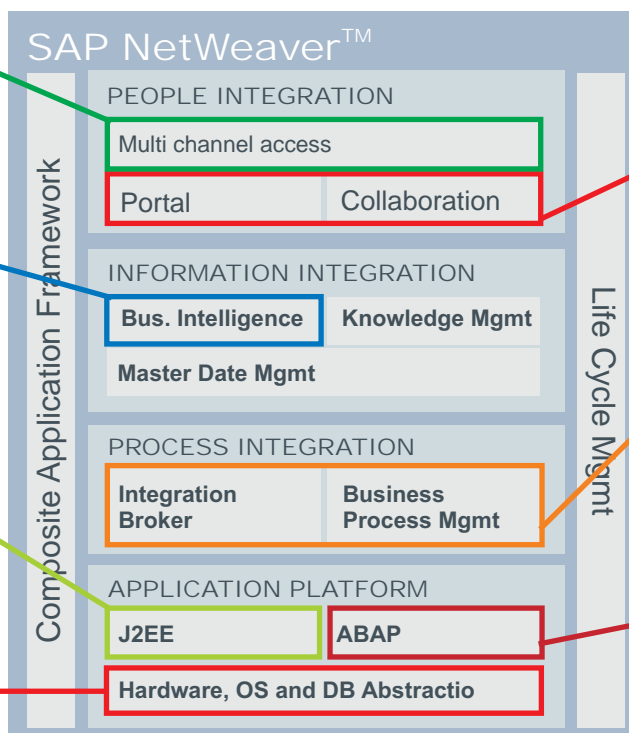 SAP NetWeaver™
Composite Application Framework
PEOPLE INTEGRATION
Multi channel access
Portal
Collaboration
INFORMATION INTEGRATION
Bus. Intelligence
Knowledge Mgmt
Master Date Mgmt
PROCESS INTEGRATION
Integration
Broker
Business
Process Mgmt
APPLICATION PLATFORM
J2EE
ABAP
Hardware, OS and DB Abstractio
Life Cycle Mgmt